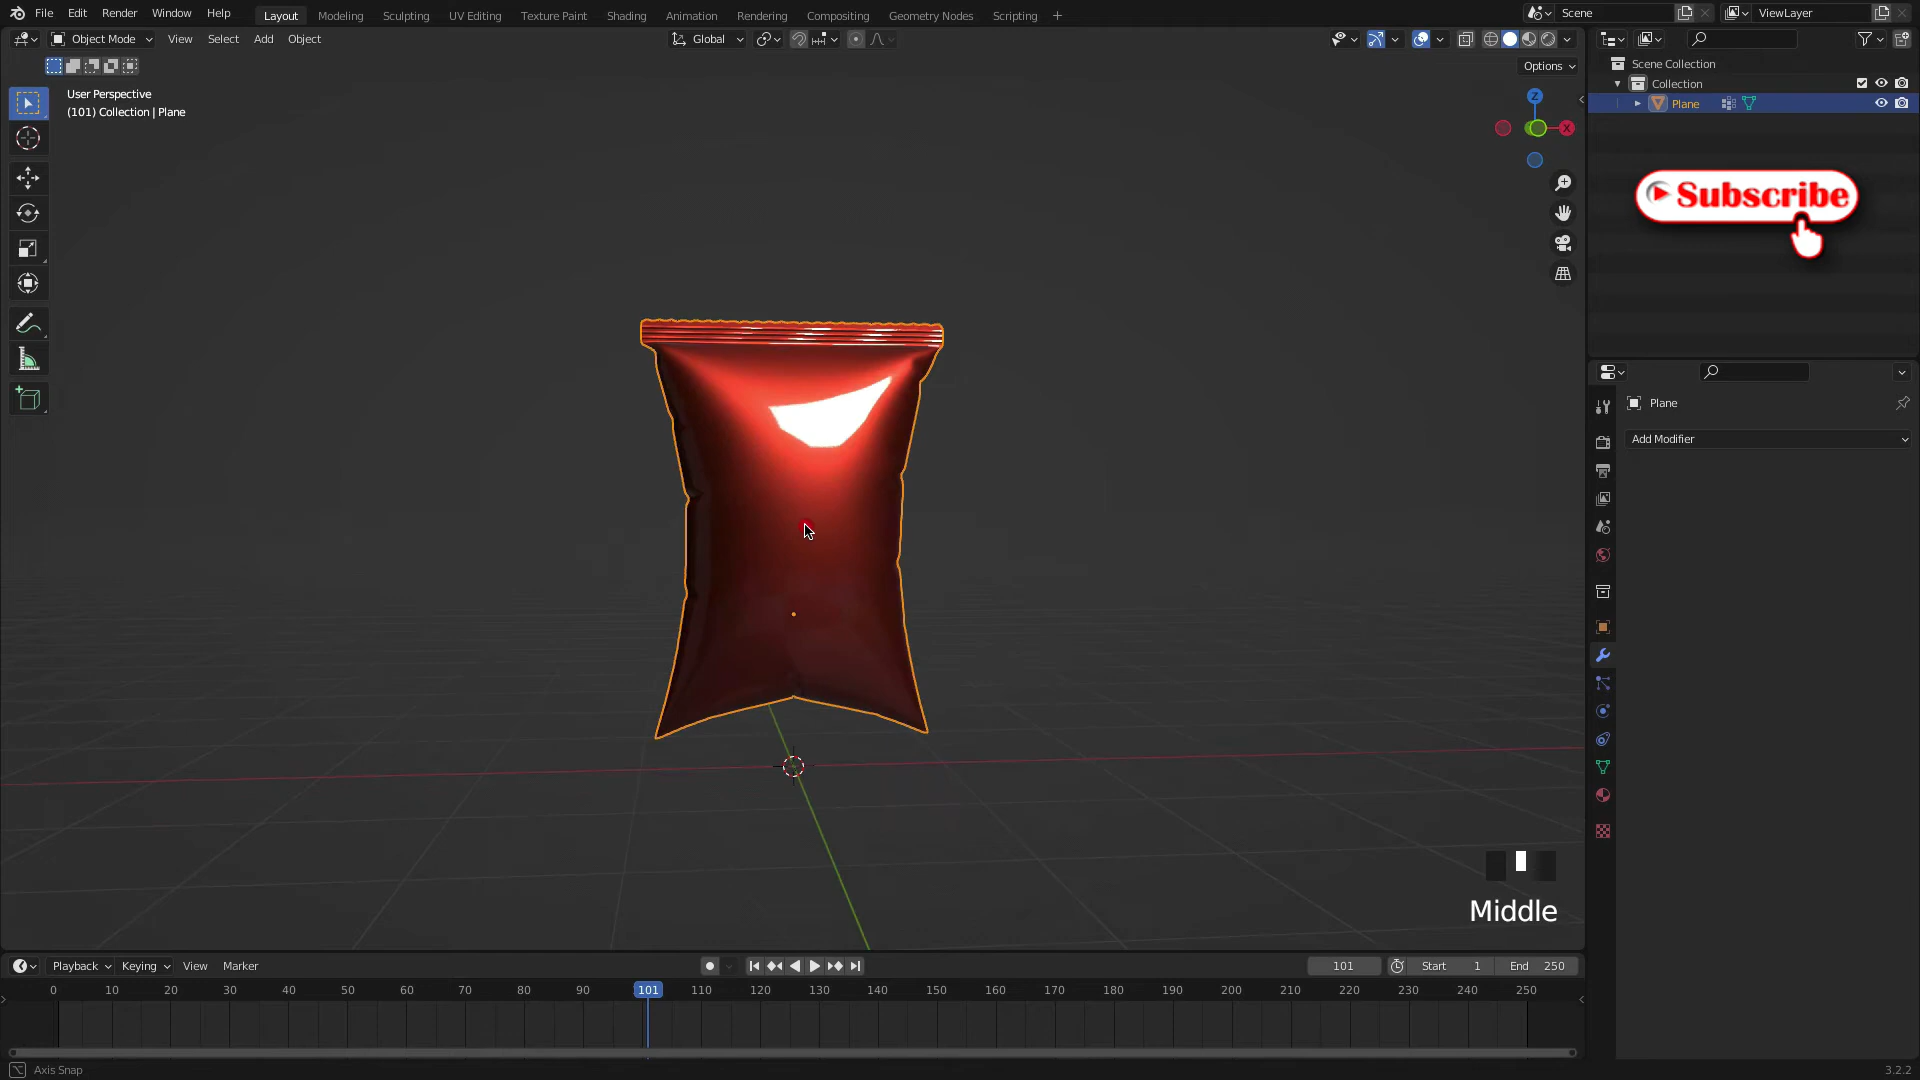 File Edit Render Window Help Layout Modeling Sculpting UV Editing Texture Paint Shading Animation Rendering Compositing Geometry Nodes Scripting + Scene ViewLayer
Object Mode View Select Add Object Global
Options
User Perspective
(101) Collection | Plane
Z
X
Scene Collection
Collection
Plane
Subscribe
Plane
Add Modifier
Middle
Playback Keying View Marker 101 Start 1 End 250
0 10 20 30 40 50 60 70 80 90 101 110 120 130 140 150 160 170 180 190 200 210 220 230 240 250
Axis Snap 3.2.2